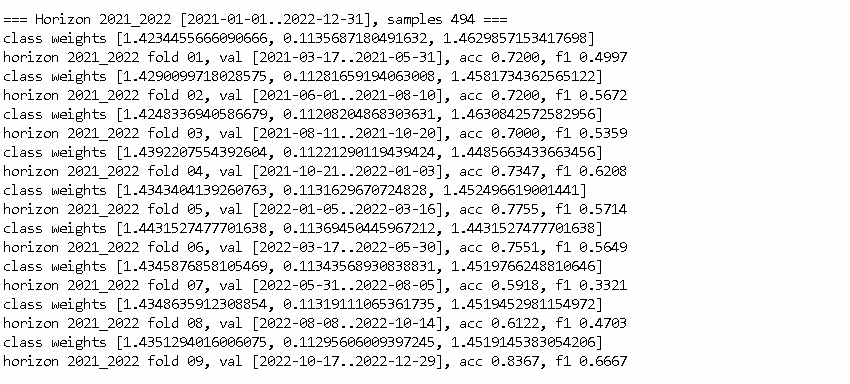 === Horizon 2021_2022 [2021-01-01..2022-12-31], samples 494 ===
class weights [1.4234455666090666, 0.1135687180491632, 1.4629857153417698]
horizon 2021_2022 fold 01, val [2021-03-17..2021-05-31], acc 0.7200, f1 0.4997
class weights [1.4290099718028575, 0.11281659194063008, 1.4581734362565122]
horizon 2021_2022 fold 02, val [2021-06-01..2021-08-10], acc 0.7200, f1 0.5672
class weights [1.4248336940586679, 0.11208204868303631, 1.4630842572582956]
horizon 2021_2022 fold 03, val [2021-08-11..2021-10-20], acc 0.7000, f1 0.5359
class weights [1.4392207554392604, 0.11221290119439424, 1.4485663433663456]
horizon 2021_2022 fold 04, val [2021-10-21..2022-01-03], acc 0.7347, f1 0.6208
class weights [1.4343404139260763, 0.1131629670724828, 1.452496619001441]
horizon 2021_2022 fold 05, val [2022-01-05..2022-03-16], acc 0.7755, f1 0.5714
class weights [1.4431527477701638, 0.11369450445967212, 1.4431527477701638]
horizon 2021_2022 fold 06, val [2022-03-17..2022-05-30], acc 0.7551, f1 0.5649
class weights [1.4345876858105469, 0.11343568930838831, 1.4519766248810646]
horizon 2021_2022 fold 07, val [2022-05-31..2022-08-05], acc 0.5918, f1 0.3321
class weights [1.4348635912308854, 0.11319111065361735, 1.4519452981154972]
horizon 2021_2022 fold 08, val [2022-08-08..2022-10-14], acc 0.6122, f1 0.4703
class weights [1.4351294016006075, 0.11295606009397245, 1.4519145383054206]
horizon 2021_2022 fold 09, val [2022-10-17..2022-12-29], acc 0.8367, f1 0.6667